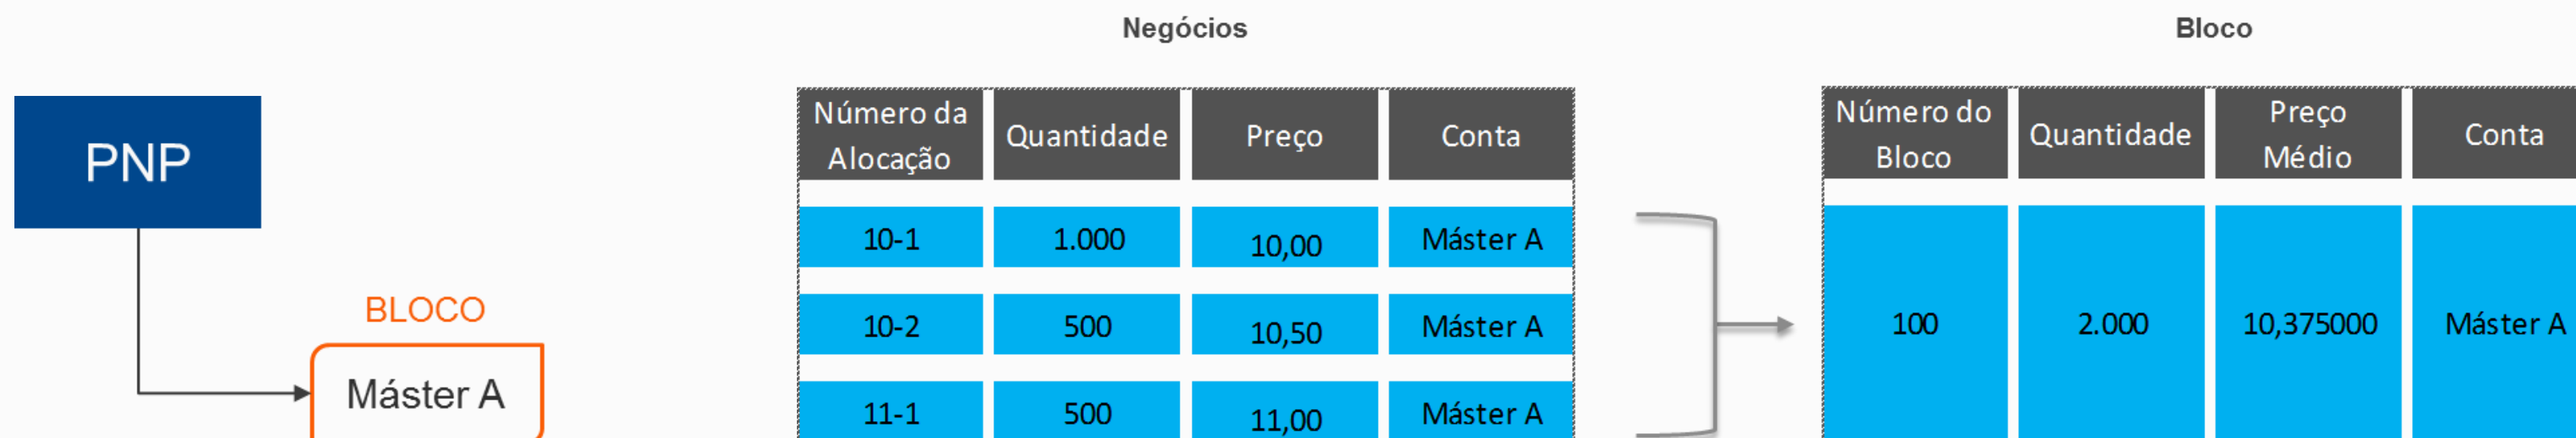 Negócios
Bloco
PNP
BLOCO
Máster A
Número da
Alocação
Quantidade
Preço
Conta
10-1
1.000
10,00
Máster A
10-2
500
10,50
Máster A
11-1
500
11,00
Máster A
Número do
Bloco
Quantidade
Preço
Médio
Conta
100
2.000
10,375000
Máster A